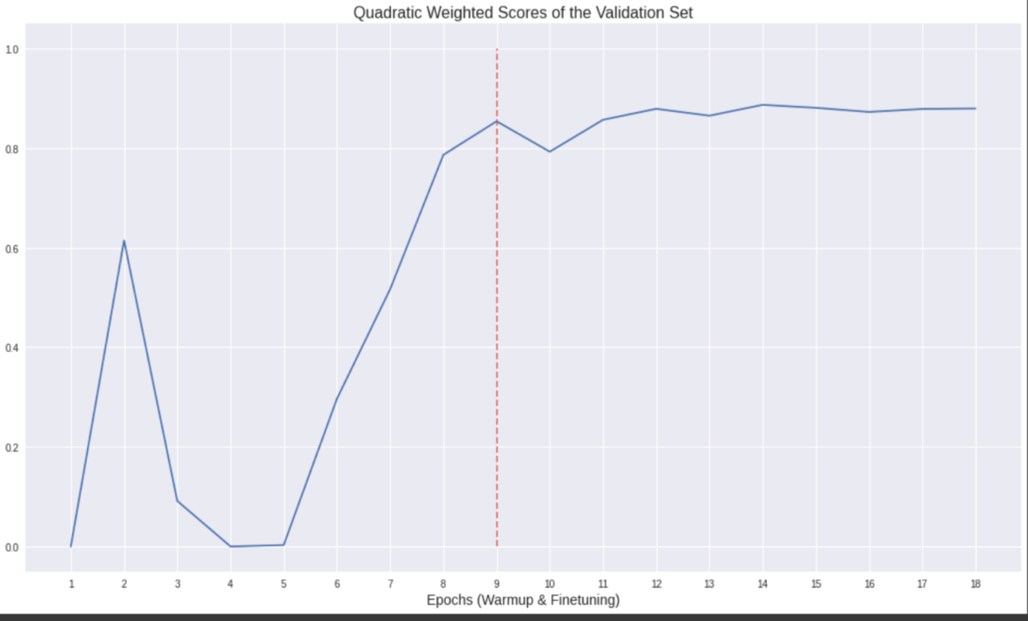 Quadratic Weighted Scores of the Validation Set
1.0
0.8
0.6
0.4
0.2
0.0
1 2 3 4 5 6 7 8 9 10 11 12 13 14 15 16 17 18
Epochs (Warmup & Finetuning)